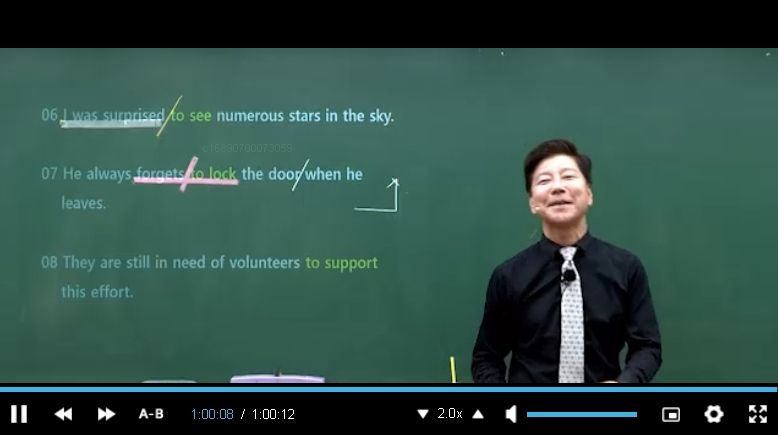 06 I was surprised to see numerous stars in the sky.
c16890700073059
07 He always forgets to lock the door when he
leaves.
08 They are still in need of volunteers to support
this effort.
A-B
1:00:08 / 1:00:12
2.0x